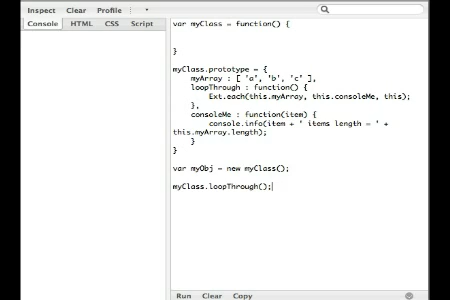 Inspect Clear Profile
Console HTML CSS Script
var myClass = function() {
}
myClass.prototype = {
myArray : [ 'a', 'b', 'c' ],
loopThrough : function() {
Ext.each(this.myArray, this.consoleMe, this);
},
consoleMe : function(item) {
console.info(item + ' items length = ' +
this.myArray.length);
}
}
var myObj = new myClass();
myClass.loopThrough();
Run Clear Copy